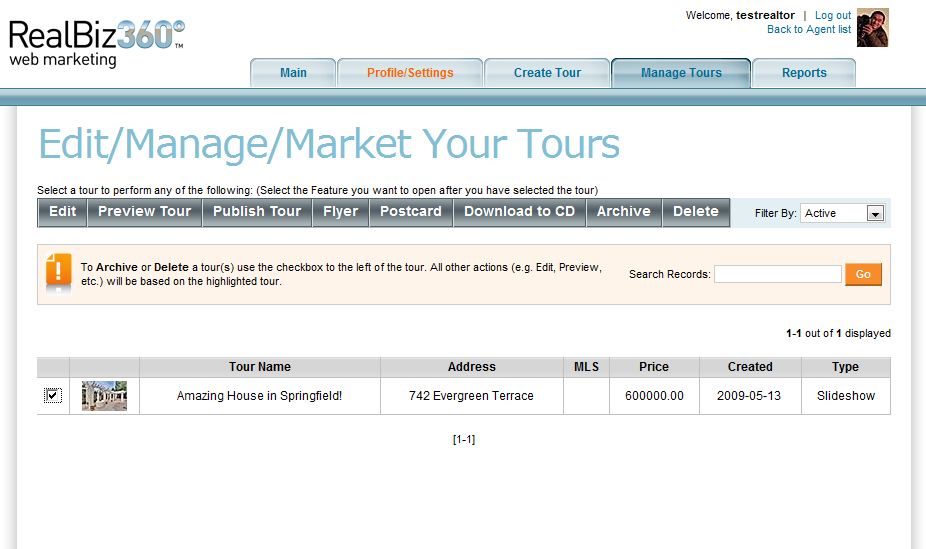 RealBiz360°™
web marketing
Welcome, testrealtor | Log out
Back to Agent list
Main Profile/Settings Create Tour Manage Tours Reports
Edit/Manage/Market Your Tours
Select a tour to perform any of the following: (Select the Feature you want to open after you have selected the tour)
Edit Preview Tour Publish Tour Flyer Postcard Download to CD Archive Delete Filter By: Active
To Archive or Delete a tour(s) use the checkbox to the left of the tour. All other actions (e.g. Edit, Preview,
etc.) will be based on the highlighted tour.
Search Records: Go
1-1 out of 1 displayed
Tour Name Address MLS Price Created Type
Amazing House in Springfield! 742 Evergreen Terrace 600000.00 2009-05-13 Slideshow
[1-1]